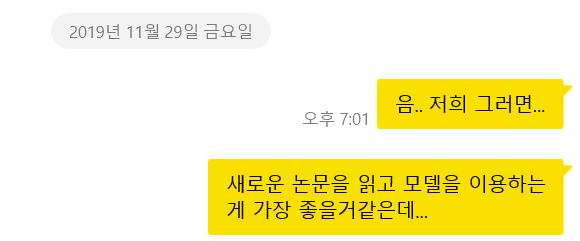 2019년 11월 29일 금요일
음.. 저희 그러면...
오후 7:01
새로운 논문을 읽고 모델을 이용하는
게 가장 좋을거같은데...